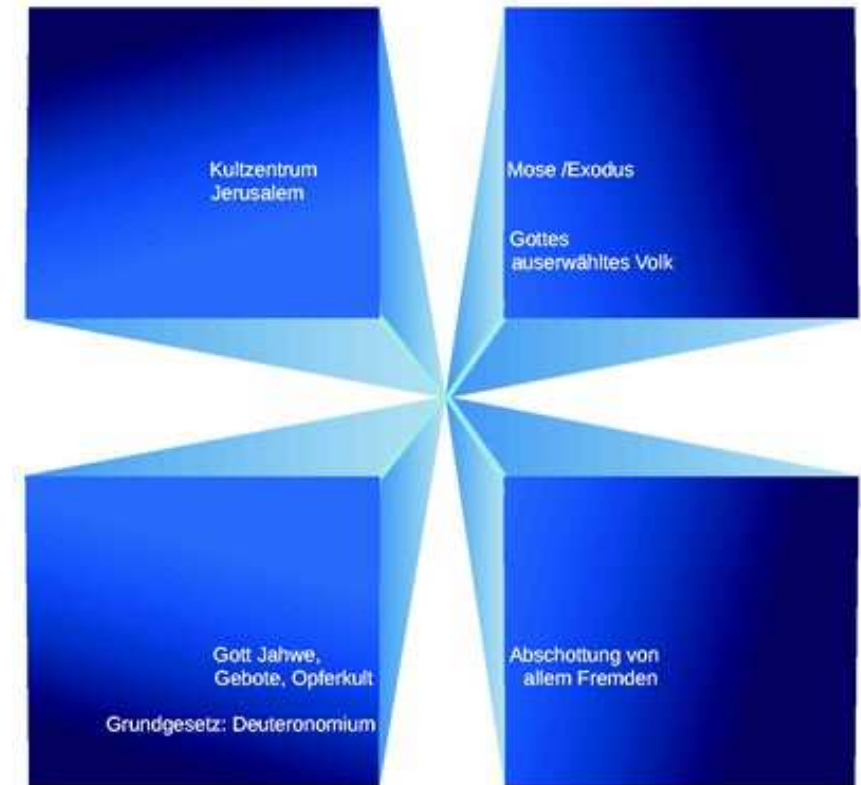 Kultzentrum
Jerusalem
Mose /Exodus
Gottes
auserwähltes Volk
Gott Jahwe,
Gebote, Opferkult
Grundgesetz: Deuteronomium
Abschottung von
allem Fremden